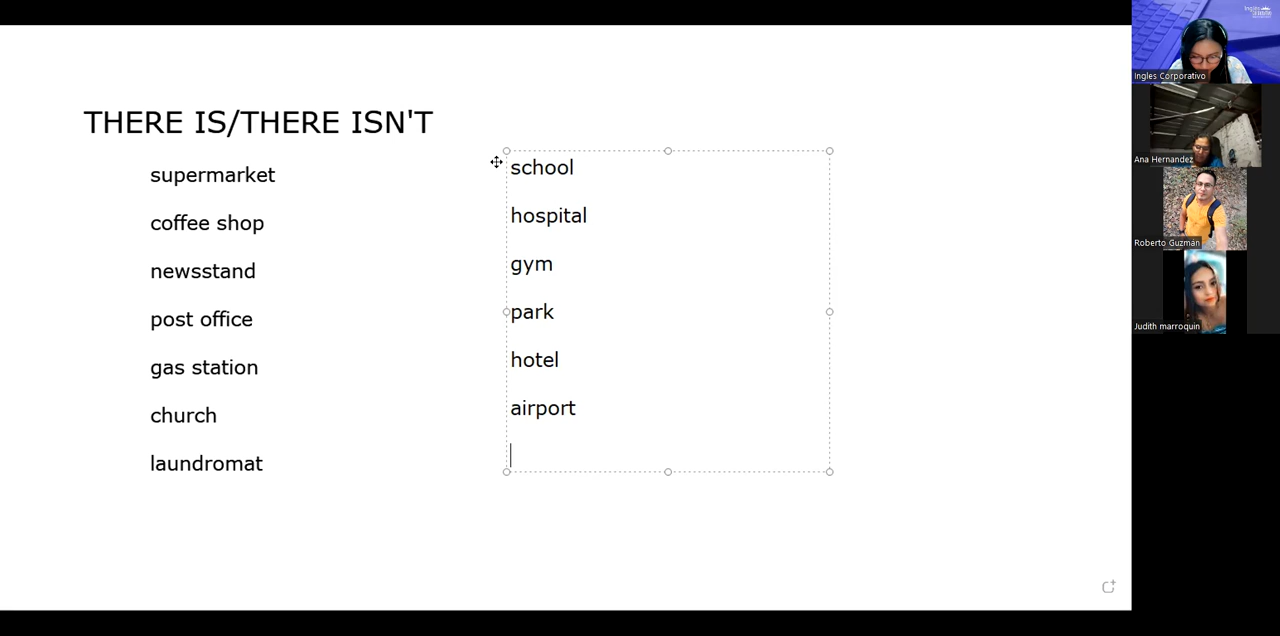 THERE IS/THERE ISN'T
supermarket
coffee shop
newsstand
post office
gas station
church
laundromat
school
hospital
gym
park
hotel
airport
Ingles Corporativo
Ana Hernandez
Roberto Guzmán
Judith marroquin